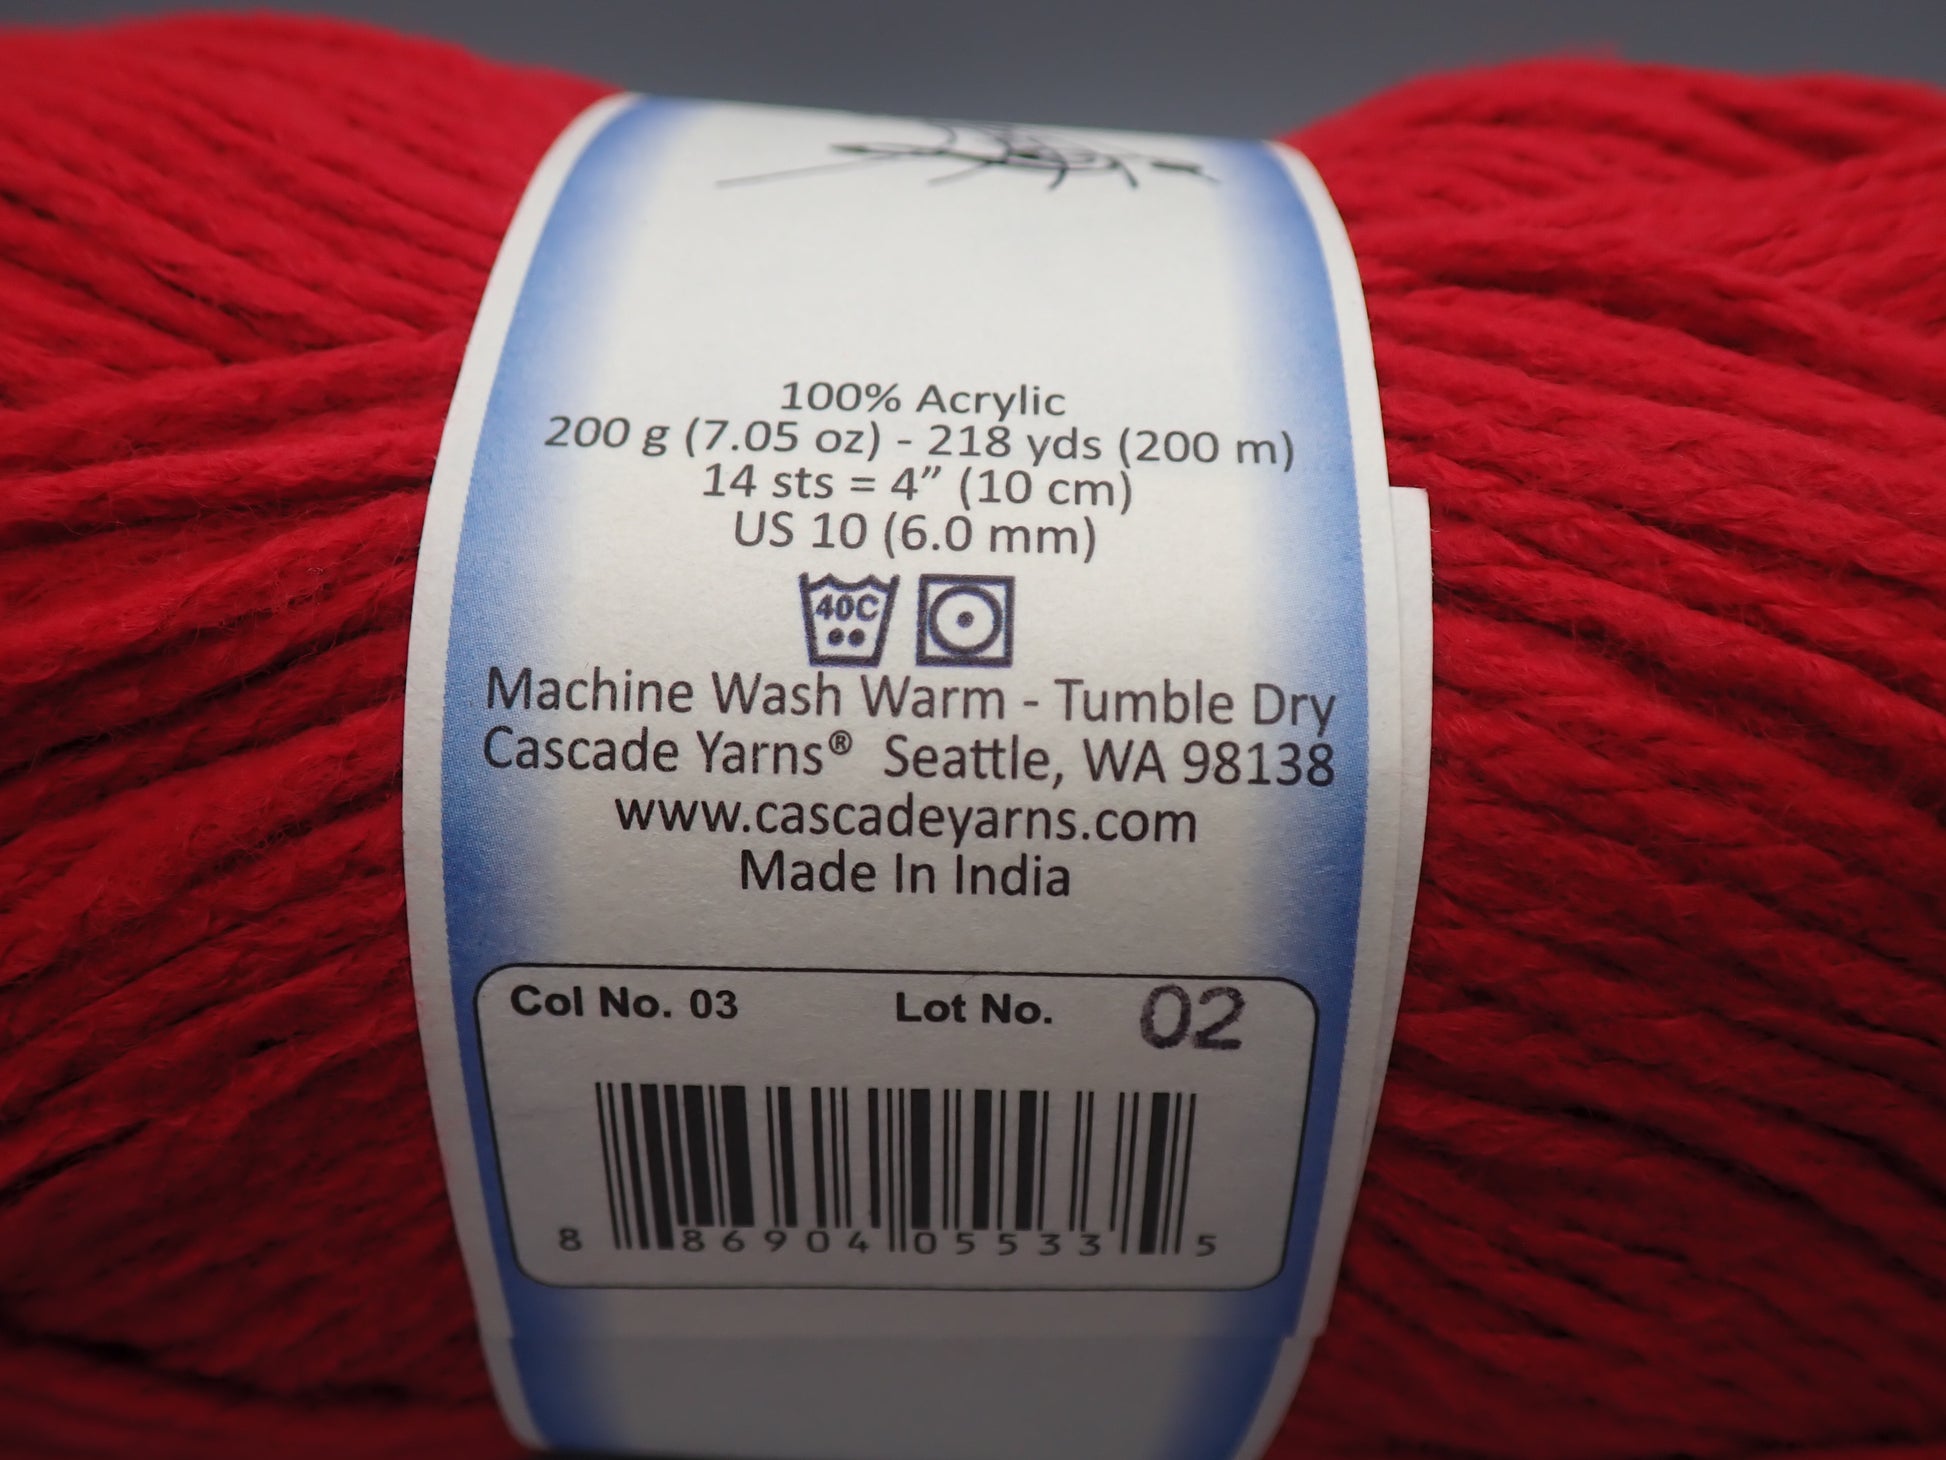 100% Acrylic
200 g (7.05 oz) - 218 yds (200 m)
14 sts = 4” (10 cm)
US 10 (6.0 mm)
40C
Machine Wash Warm - Tumble Dry
Cascade Yarns® Seattle, WA 98138
www.cascadeyarns.com
Made In India
Col No. 03 Lot No. 02
8 86904 05533 5